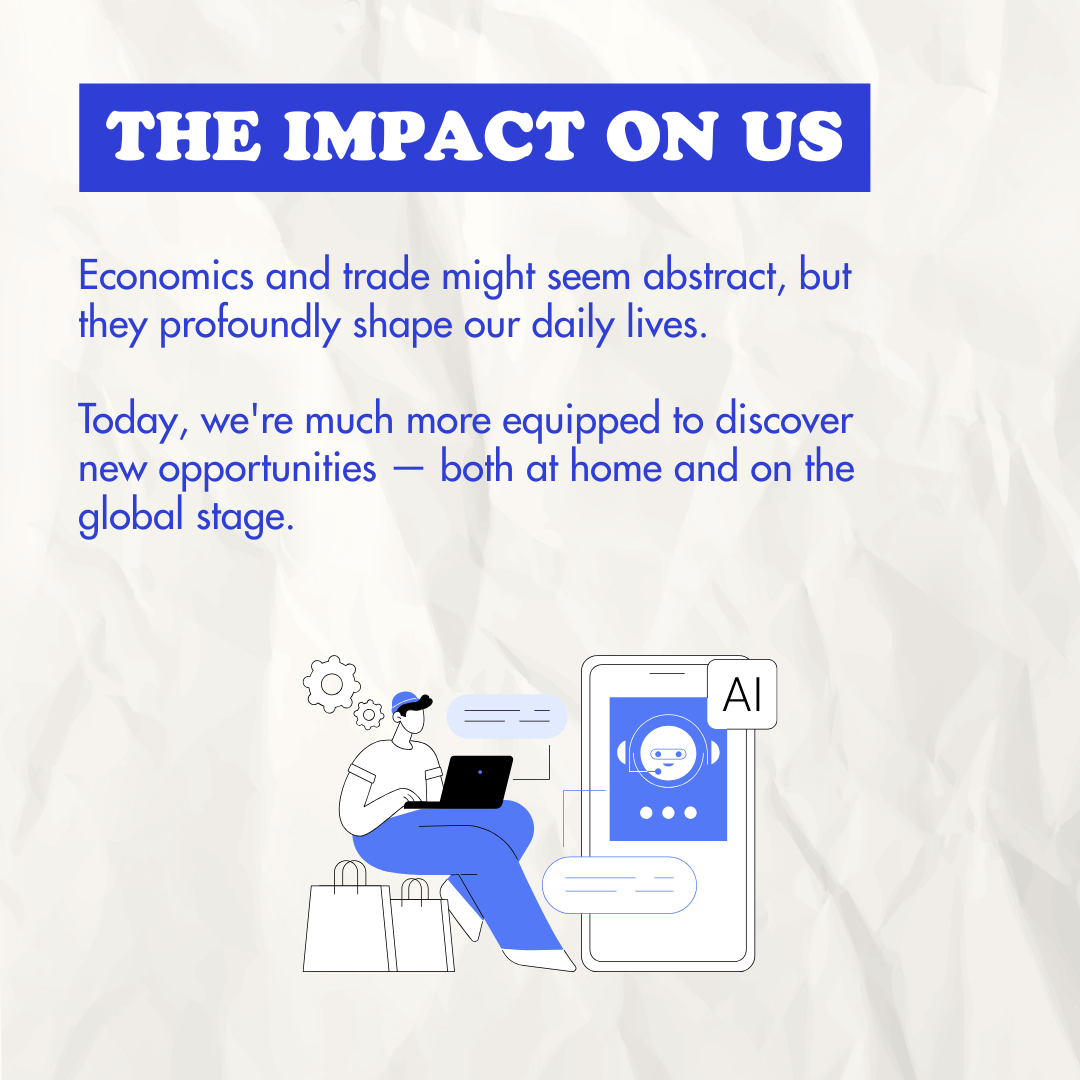 THE IMPACT ON US
Economics and trade might seem abstract, but
they profoundly shape our daily lives.
Today, we're much more equipped to discover
new opportunities — both at home and on the
global stage.
AI